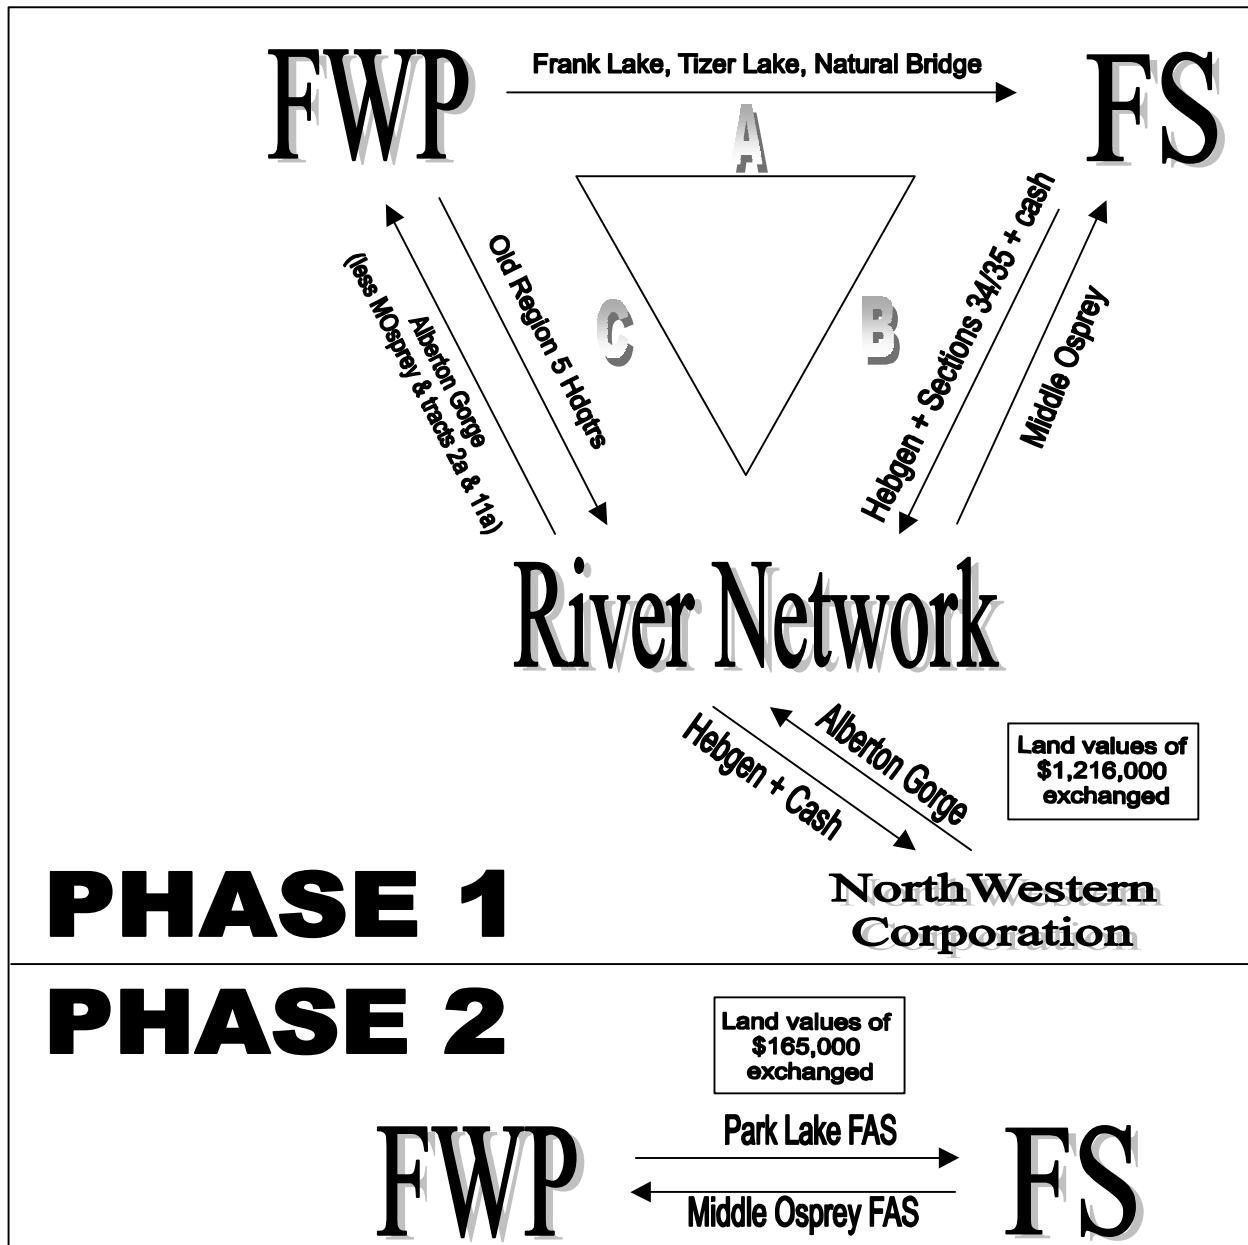 FWP
Frank Lake, Tizer Lake, Natural Bridge
FS
A
(less MOsprey & tracts 2a & 11a)
Alberton Gorge
Old Region 5 Hdqtrs
C
B
Hebgen + Sections 34/35 + cash
Middle Osprey
River Network
Hebgen + Cash
Alberton Gorge
Land values of
$1,216,000
exchanged
NorthWestern
Corporation
PHASE 1
PHASE 2
Land values of
$165,000
exchanged
FWP
Park Lake FAS
Middle Osprey FAS
FS